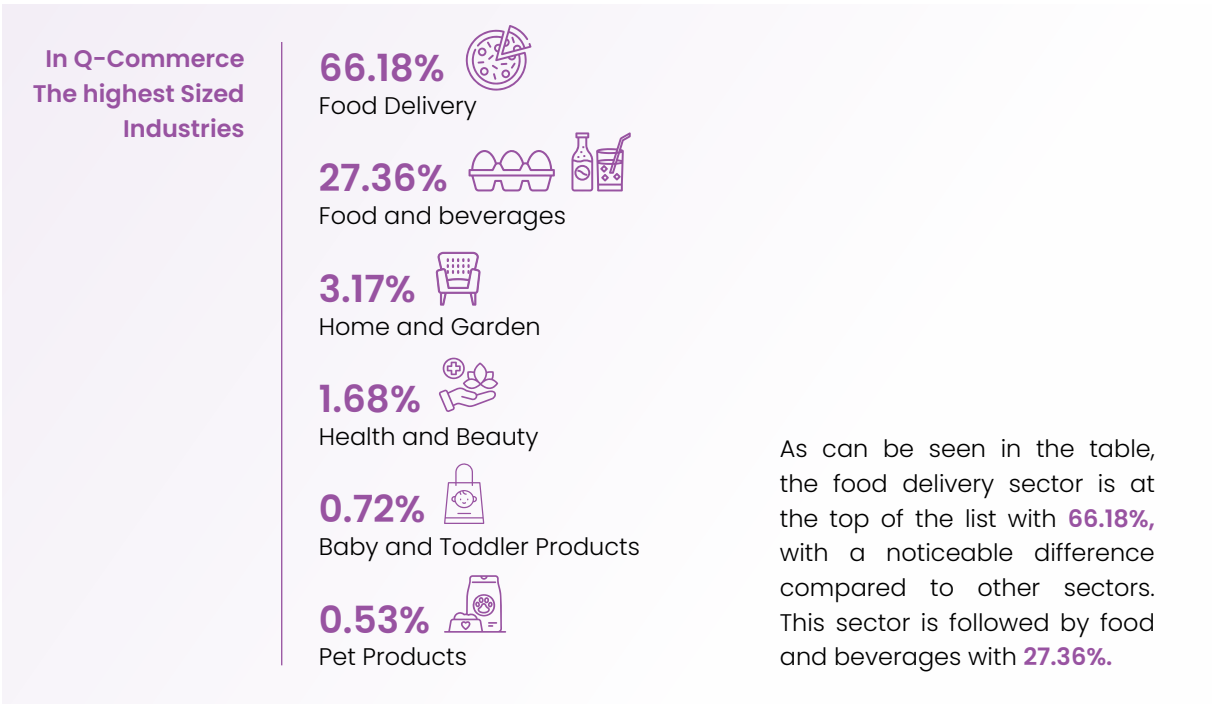 In Q-Commerce
The highest Sized
Industries
66.18%
Food Delivery
27.36%
Food and beverages
3.17%
Home and Garden
1.68%
Health and Beauty
0.72%
Baby and Toddler Products
0.53%
Pet Products
As can be seen in the table,
the food delivery sector is at
the top of the list with 66.18%,
with a noticeable difference
compared to other sectors.
This sector is followed by food
and beverages with 27.36%.